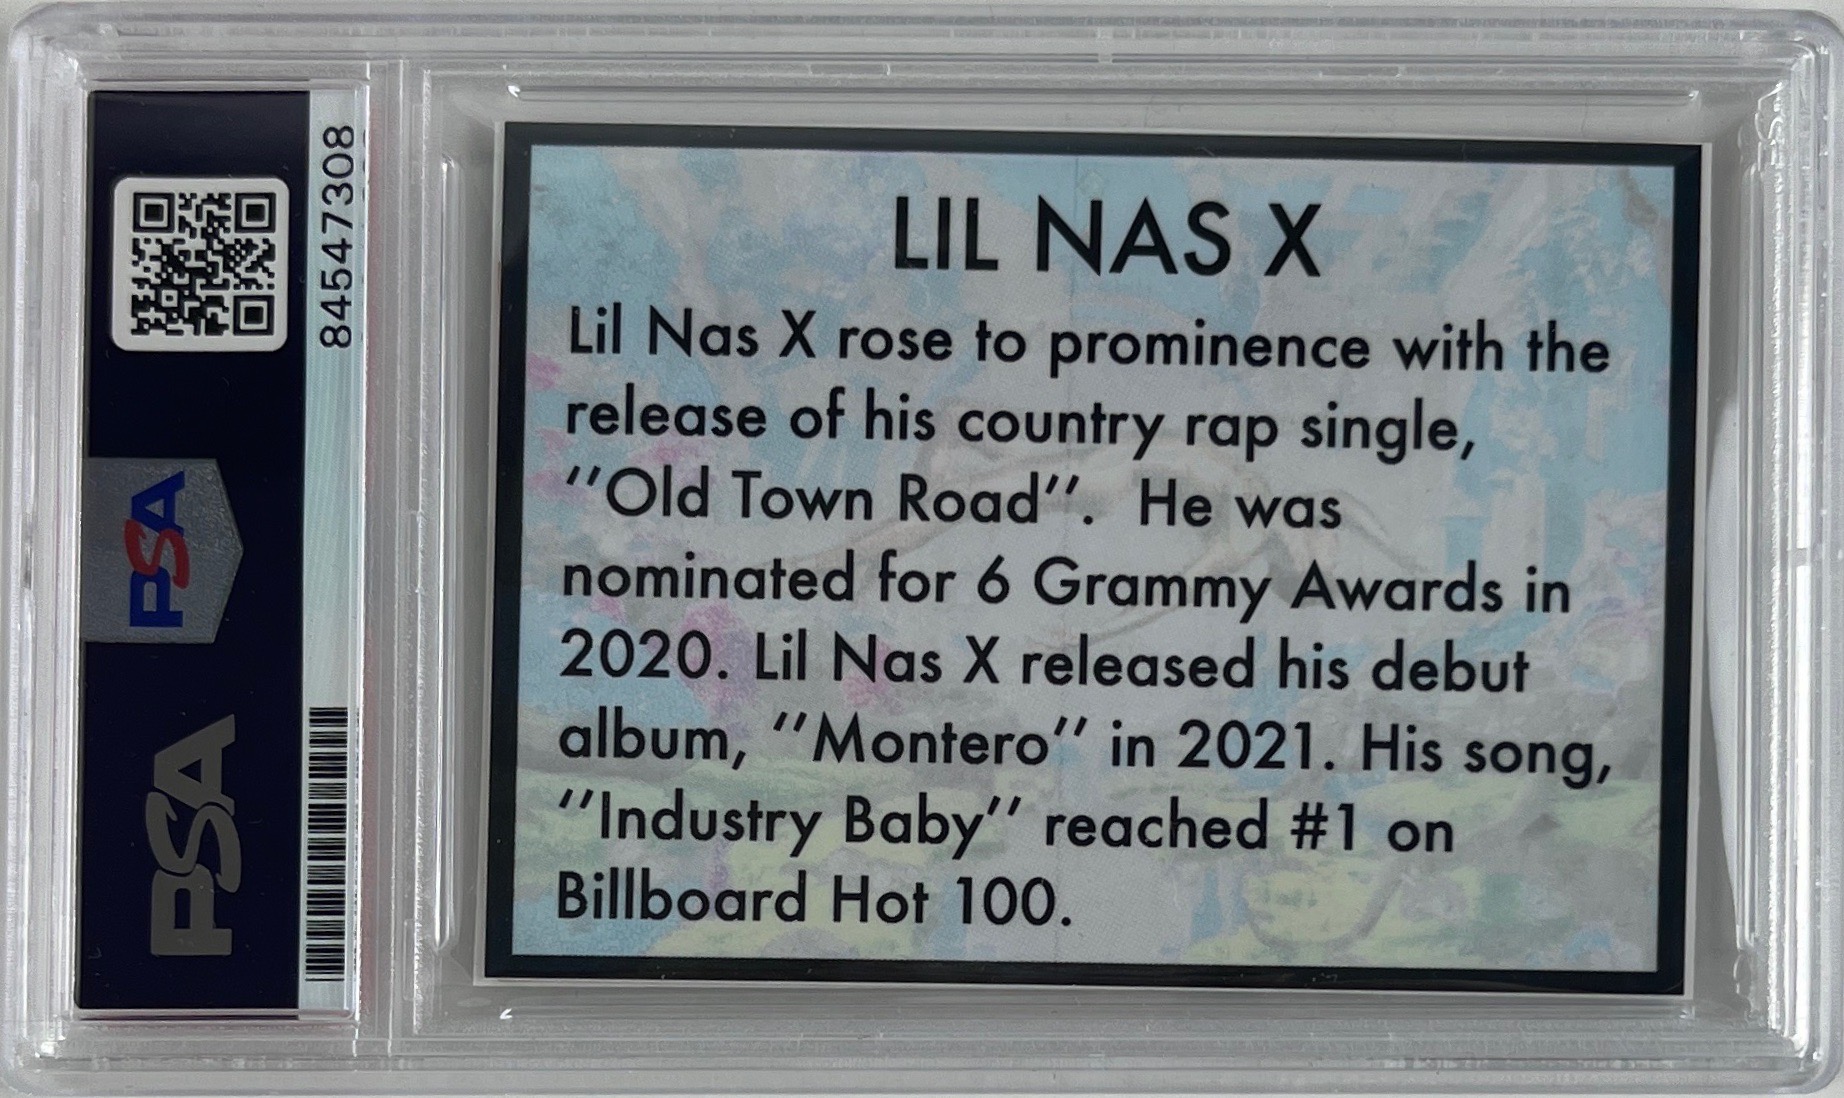 84547308
PSA
PSA
LIL NAS X
Lil Nas X rose to prominence with the
release of his country rap single,
"Old Town Road".  He was
nominated for 6 Grammy Awards in
2020. Lil Nas X released his debut
album, "Montero" in 2021. His song,
"Industry Baby" reached #1 on
Billboard Hot 100.